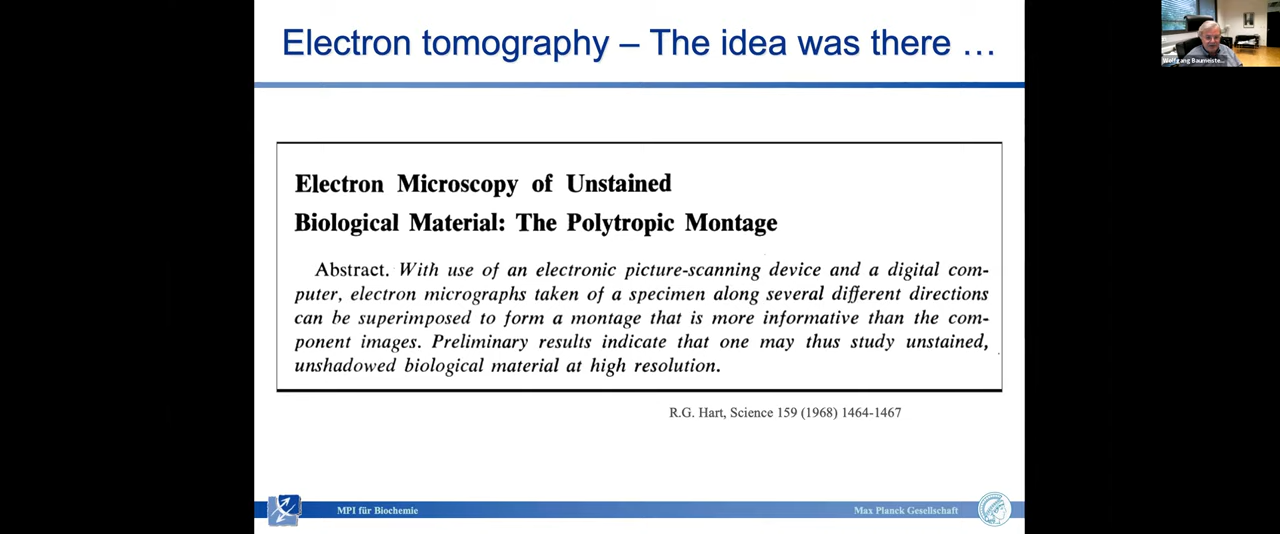 Electron tomography – The idea was there …
Wolfgang Baumeiste...
Electron Microscopy of Unstained
Biological Material: The Polytropic Montage
Abstract. With use of an electronic picture-scanning device and a digital com-
puter, electron micrographs taken of a specimen along several different directions
can be superimposed to form a montage that is more informative than the com-
ponent images. Preliminary results indicate that one may thus study unstained,
unshadowed biological material at high resolution.
R.G. Hart, Science 159 (1968) 1464-1467
MPI für Biochemie
Max Planck Gesellschaft